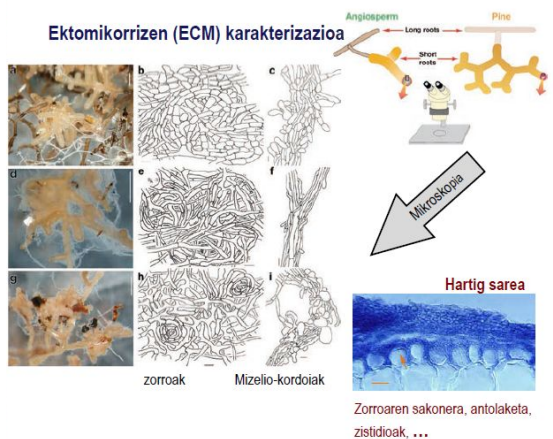 Ektomikorrizen (ECM) karakterizazioa
Angiosperm
Pine
Long roots
Short
roots
a
b
c
d
e
f
g
h
i
Mikroskopia
Hartig sarea
zorroak
Mizelio-kordoiak
Zorroaren sakonera, antolaketa,
zistidioak, ...